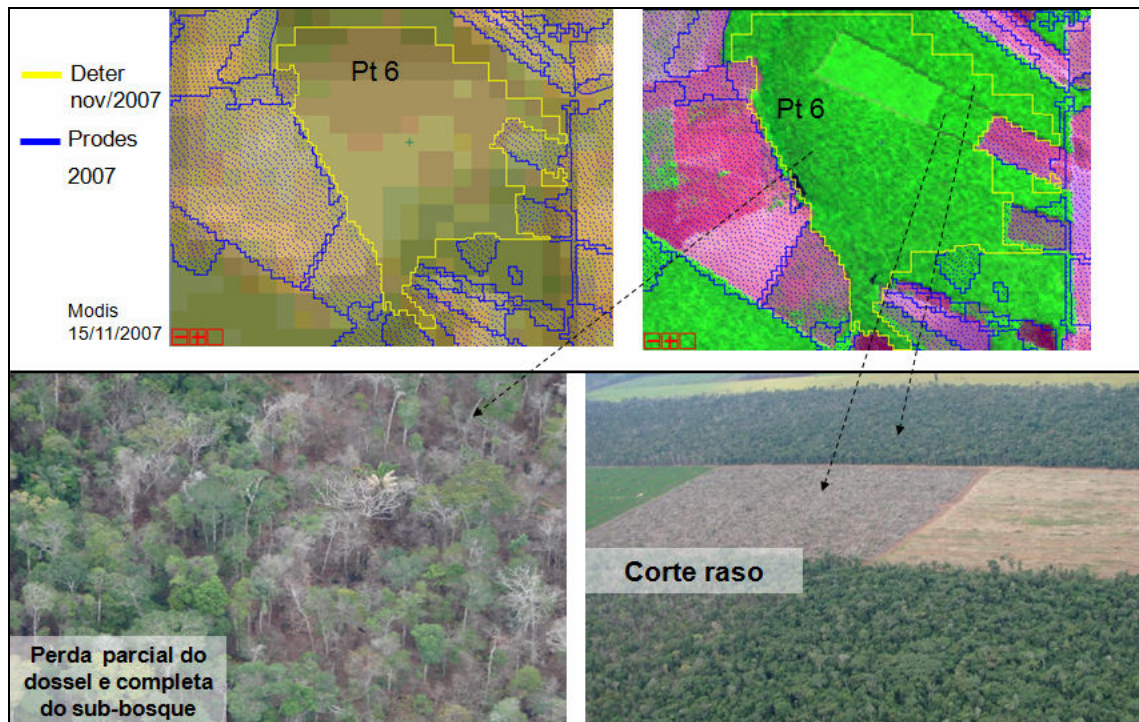 Deter
nov/2007
Prodes
2007
Modis
15/11/2007
Pt 6
Pt 6
Perda parcial do
dossel e completa
do sub-bosque
Corte raso